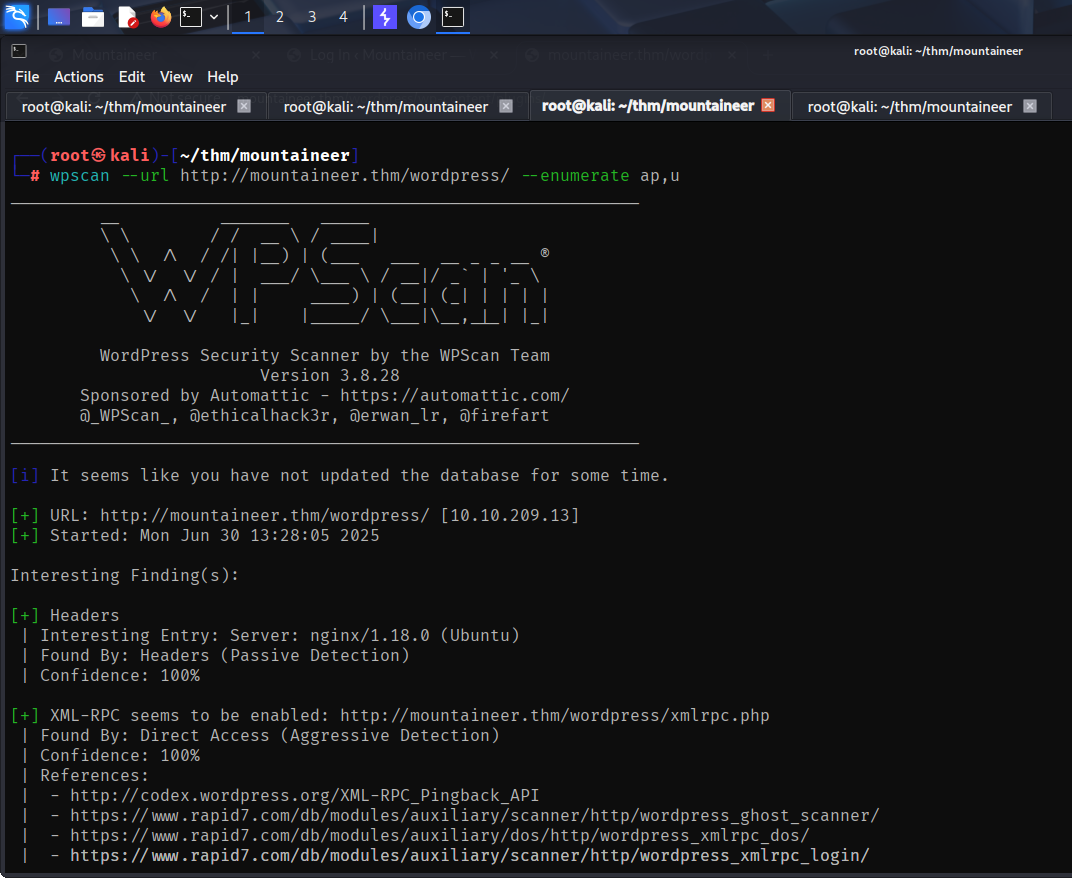 1 2 3 4
Mountaineer
Log In ‹ Mountaineer —
mountaineer.thm/word
root@kali: ~/thm/mountaineer
File Actions Edit View Help
root@kali: ~/thm/mountaineer root@kali: ~/thm/mountaineer root@kali: ~/thm/mountaineer root@kali: ~/thm/mountaineer
┌──(root㉿kali)-[~/thm/mountaineer]
└─# wpscan --url http://mountaineer.thm/wordpress/ --enumerate ap,u
WPScan ®
WordPress Security Scanner by the WPScan Team
Version 3.8.28
Sponsored by Automattic - https://automattic.com/
@_WPScan_, @ethicalhack3r, @erwan_lr, @firefart
[i] It seems like you have not updated the database for some time.
[+] URL: http://mountaineer.thm/wordpress/ [10.10.209.13]
[+] Started: Mon Jun 30 13:28:05 2025
Interesting Finding(s):
[+] Headers
| Interesting Entry: Server: nginx/1.18.0 (Ubuntu)
| Found By: Headers (Passive Detection)
| Confidence: 100%
[+] XML-RPC seems to be enabled: http://mountaineer.thm/wordpress/xmlrpc.php
| Found By: Direct Access (Aggressive Detection)
| Confidence: 100%
| References:
| - http://codex.wordpress.org/XML-RPC_Pingback_API
| - https://www.rapid7.com/db/modules/auxiliary/scanner/http/wordpress_ghost_scanner/
| - https://www.rapid7.com/db/modules/auxiliary/dos/http/wordpress_xmlrpc_dos/
| - https://www.rapid7.com/db/modules/auxiliary/scanner/http/wordpress_xmlrpc_login/